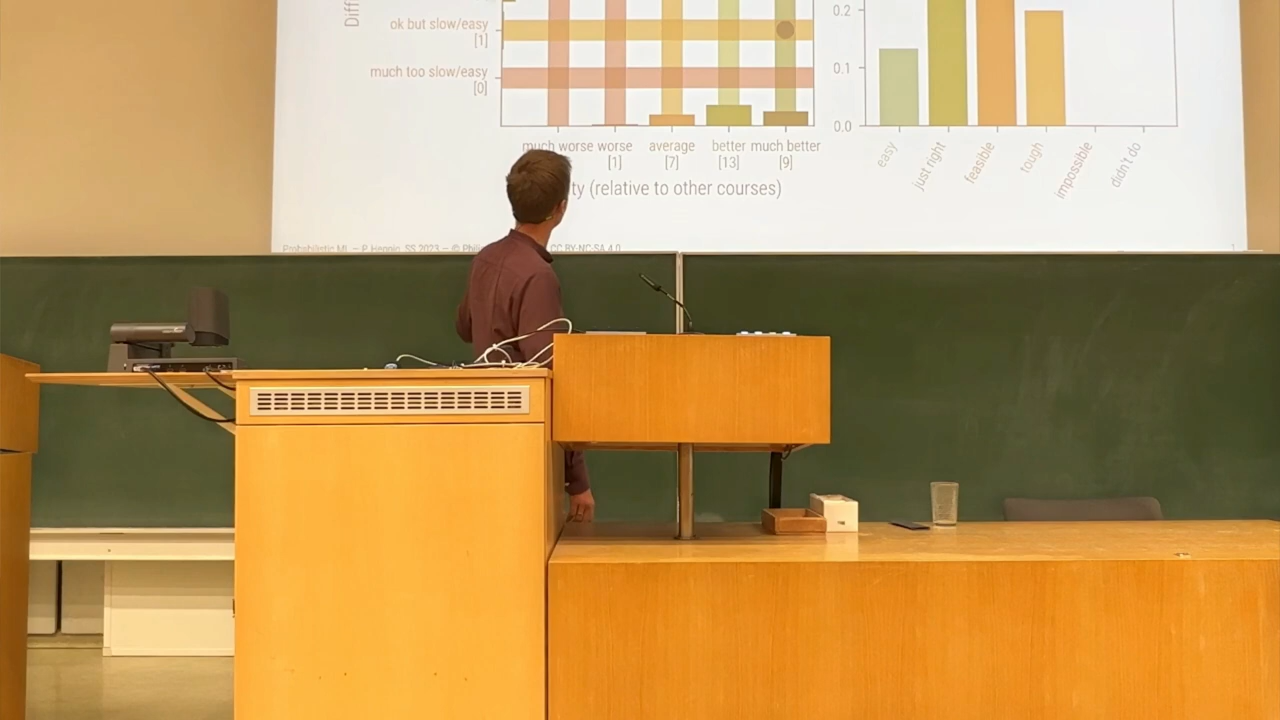 Diff
ok but slow/easy
[1]
much too slow/easy
[0]
much worse worse average better much better
[1] [7] [13] [9]
ty (relative to other courses)
0.2
0.1
0.0
easy
just right
feasible
tough
impossible
didn't do
Probabilistic ML — P. Hennig, SS 2023 — © Philip CC BY-NC-SA 4.0